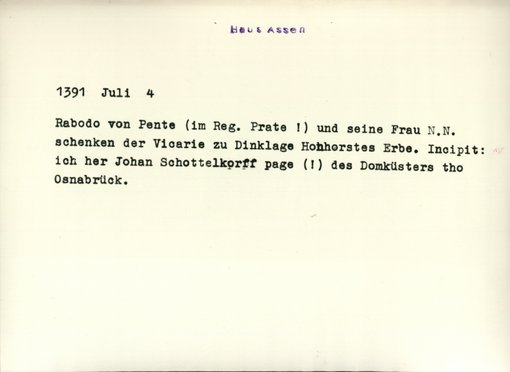 Haus Assen
1391 Juli 4
Rabodo von Pente (im Reg. Prate !) und seine Frau N.N.
schenken der Vicarie zu Dinklage Hohhorstes Erbe. Incipit:
ich her Johan Schottelkorff page (!) des Domküsters tho
Osnabrück.